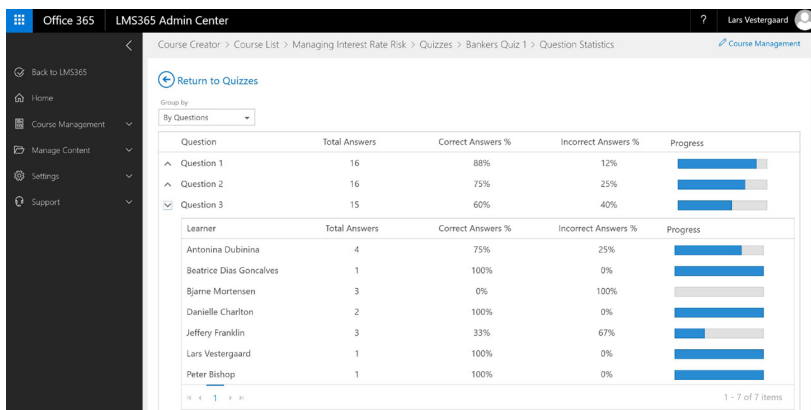 Office 365 LMS365 Admin Center ? Lars Vestergaard
Course Creator > Course List > Managing Interest Rate Risk > Quizzes > Bankers Quiz 1 > Question Statistics Course Management
Back to LMS365
Home
Course Management
Manage Content
Settings
Support
Return to Quizzes
Group by
By Questions
Question Total Answers Correct Answers % Incorrect Answers % Progress
Question 1 16 88% 12%
Question 2 16 75% 25%
Question 3 15 60% 40%
Learner Total Answers Correct Answers % Incorrect Answers % Progress
Antonina Dubinina 4 75% 25%
Beatrice Dias Goncalves 1 100% 0%
Bjarne Mortensen 3 0% 100%
Danielle Charlton 2 100% 0%
Jeffery Franklin 3 33% 67%
Lars Vestergaard 1 100% 0%
Peter Bishop 1 100% 0%
1 1 - 7 of 7 items